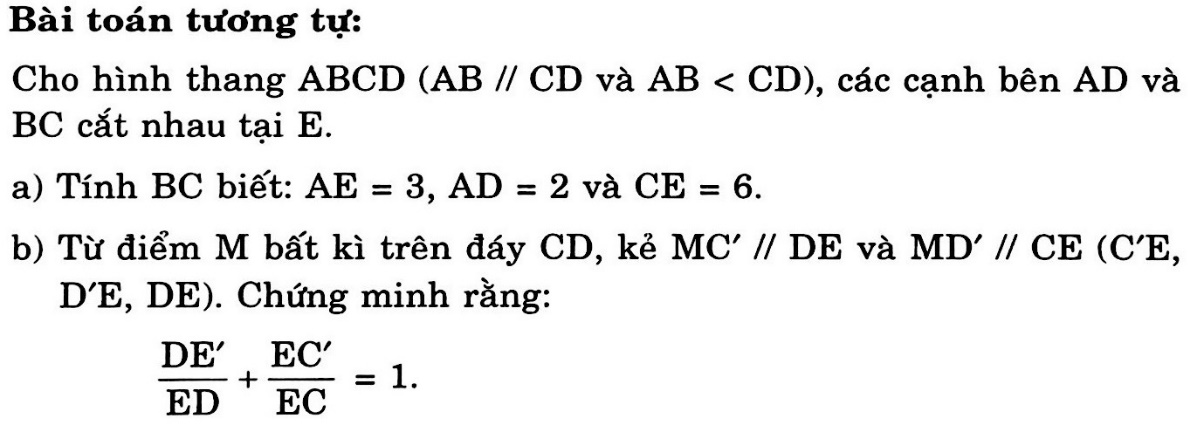 Bài toán tương tự:
Cho hình thang ABCD (AB // CD và AB < CD), các cạnh bên AD và
BC cắt nhau tại E.
a) Tính BC biết: AE = 3, AD = 2 và CE = 6.
b) Từ điểm M bất kì trên đáy CD, kẻ MC′ // DE và MD′ // CE (C′E,
D′E, DE). Chứng minh rằng:
DE′/ED + EC′/EC = 1.